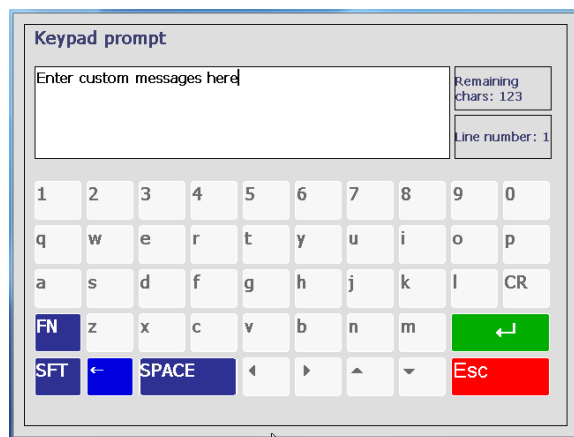 Keypad prompt
Enter custom messages here
Remaining
chars: 123
Line number: 1
1 2 3 4 5 6 7 8 9 0
q w e r t y u i o p
a s d f g h j k l CR
FN z x c v b n m ↵
SFT ← SPACE
Esc